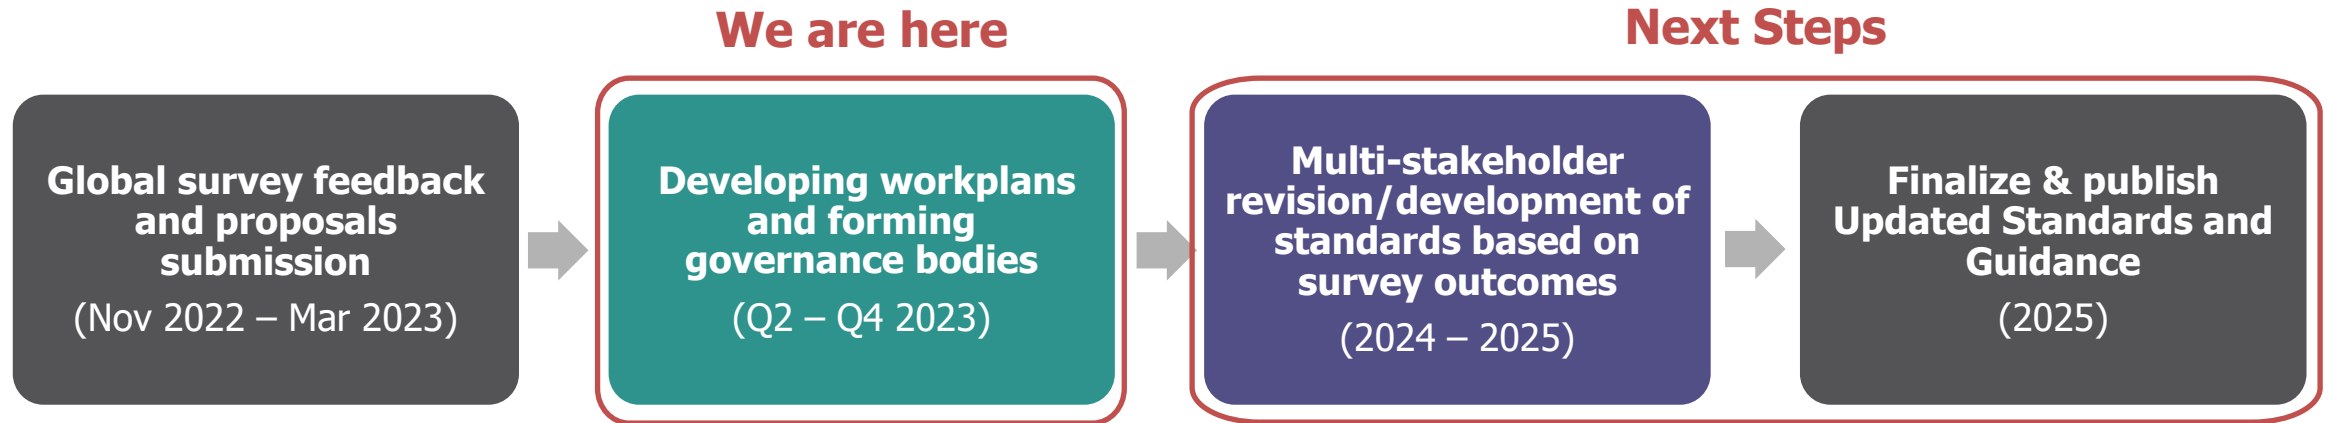 We are here
Next Steps
Global survey feedback
and proposals
submission
(Nov 2022 – Mar 2023)
Developing workplans
and forming
governance bodies
(Q2 – Q4 2023)
Multi-stakeholder
revision/development of
standards based on
survey outcomes
(2024 – 2025)
Finalize & publish
Updated Standards and
Guidance
(2025)